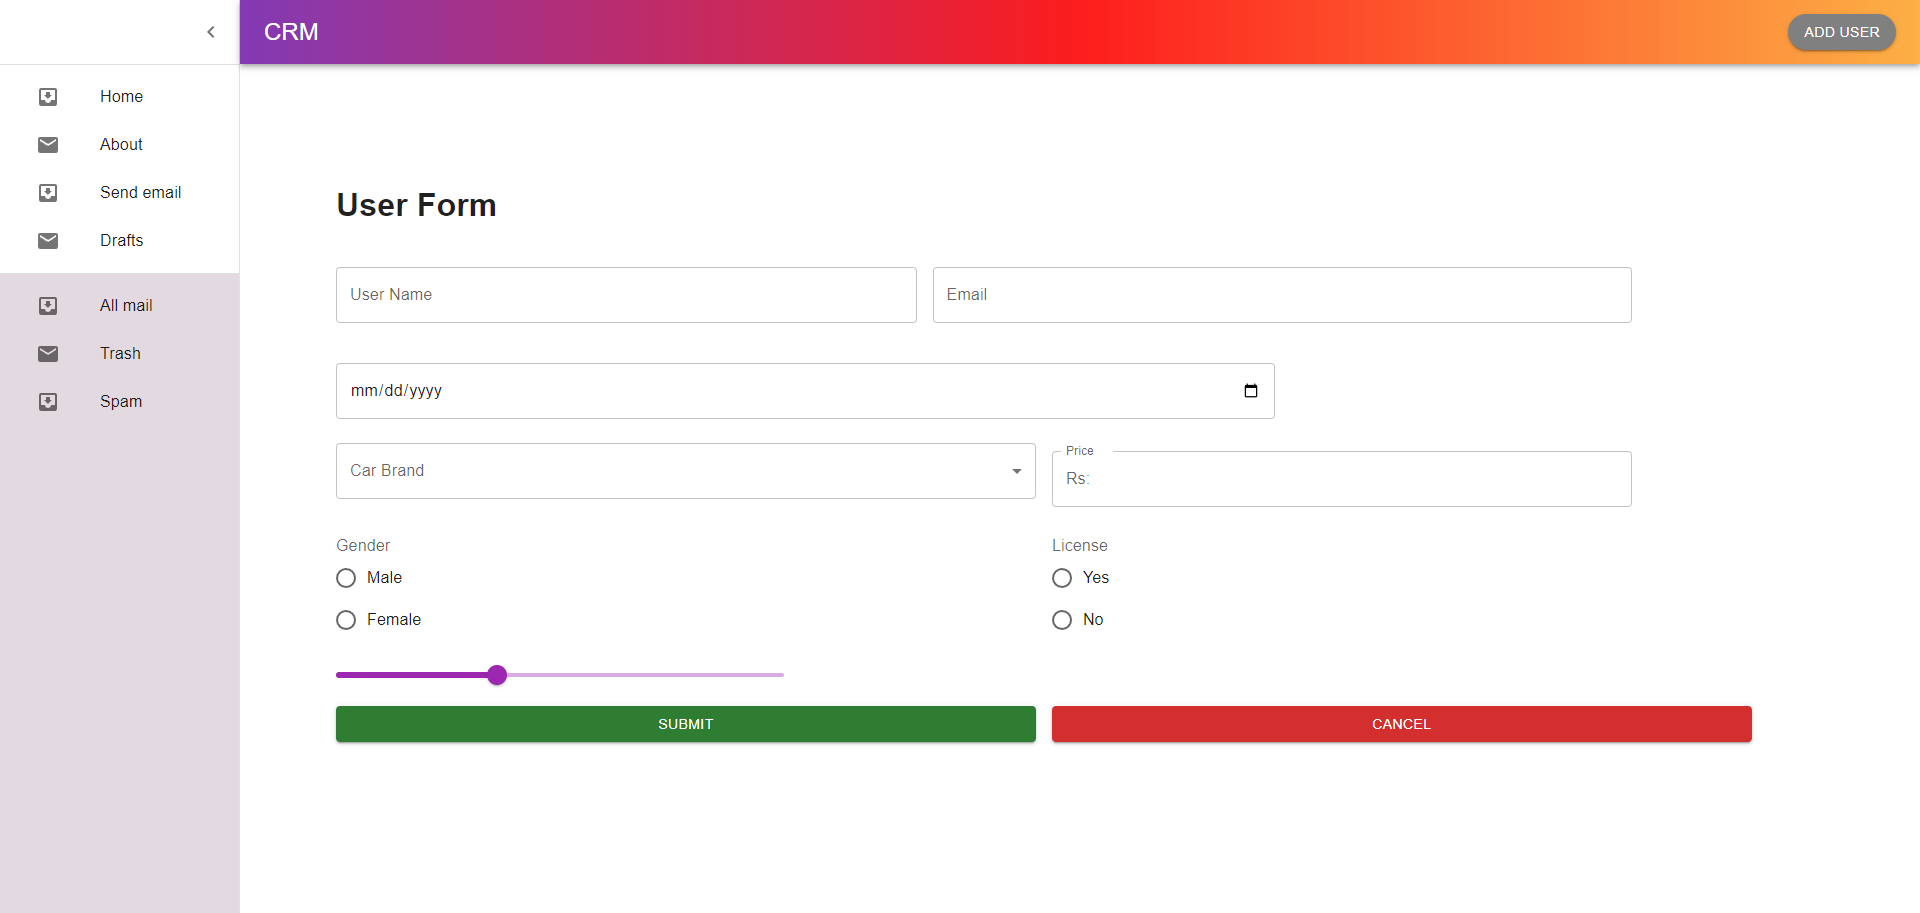 CRM
ADD USER
Home
About
Send email
Drafts
All mail
Trash
Spam
User Form
User Name
Email
mm/dd/yyyy
Car Brand
Price
Rs:
Gender
Male
Female
License
Yes
No
SUBMIT
CANCEL